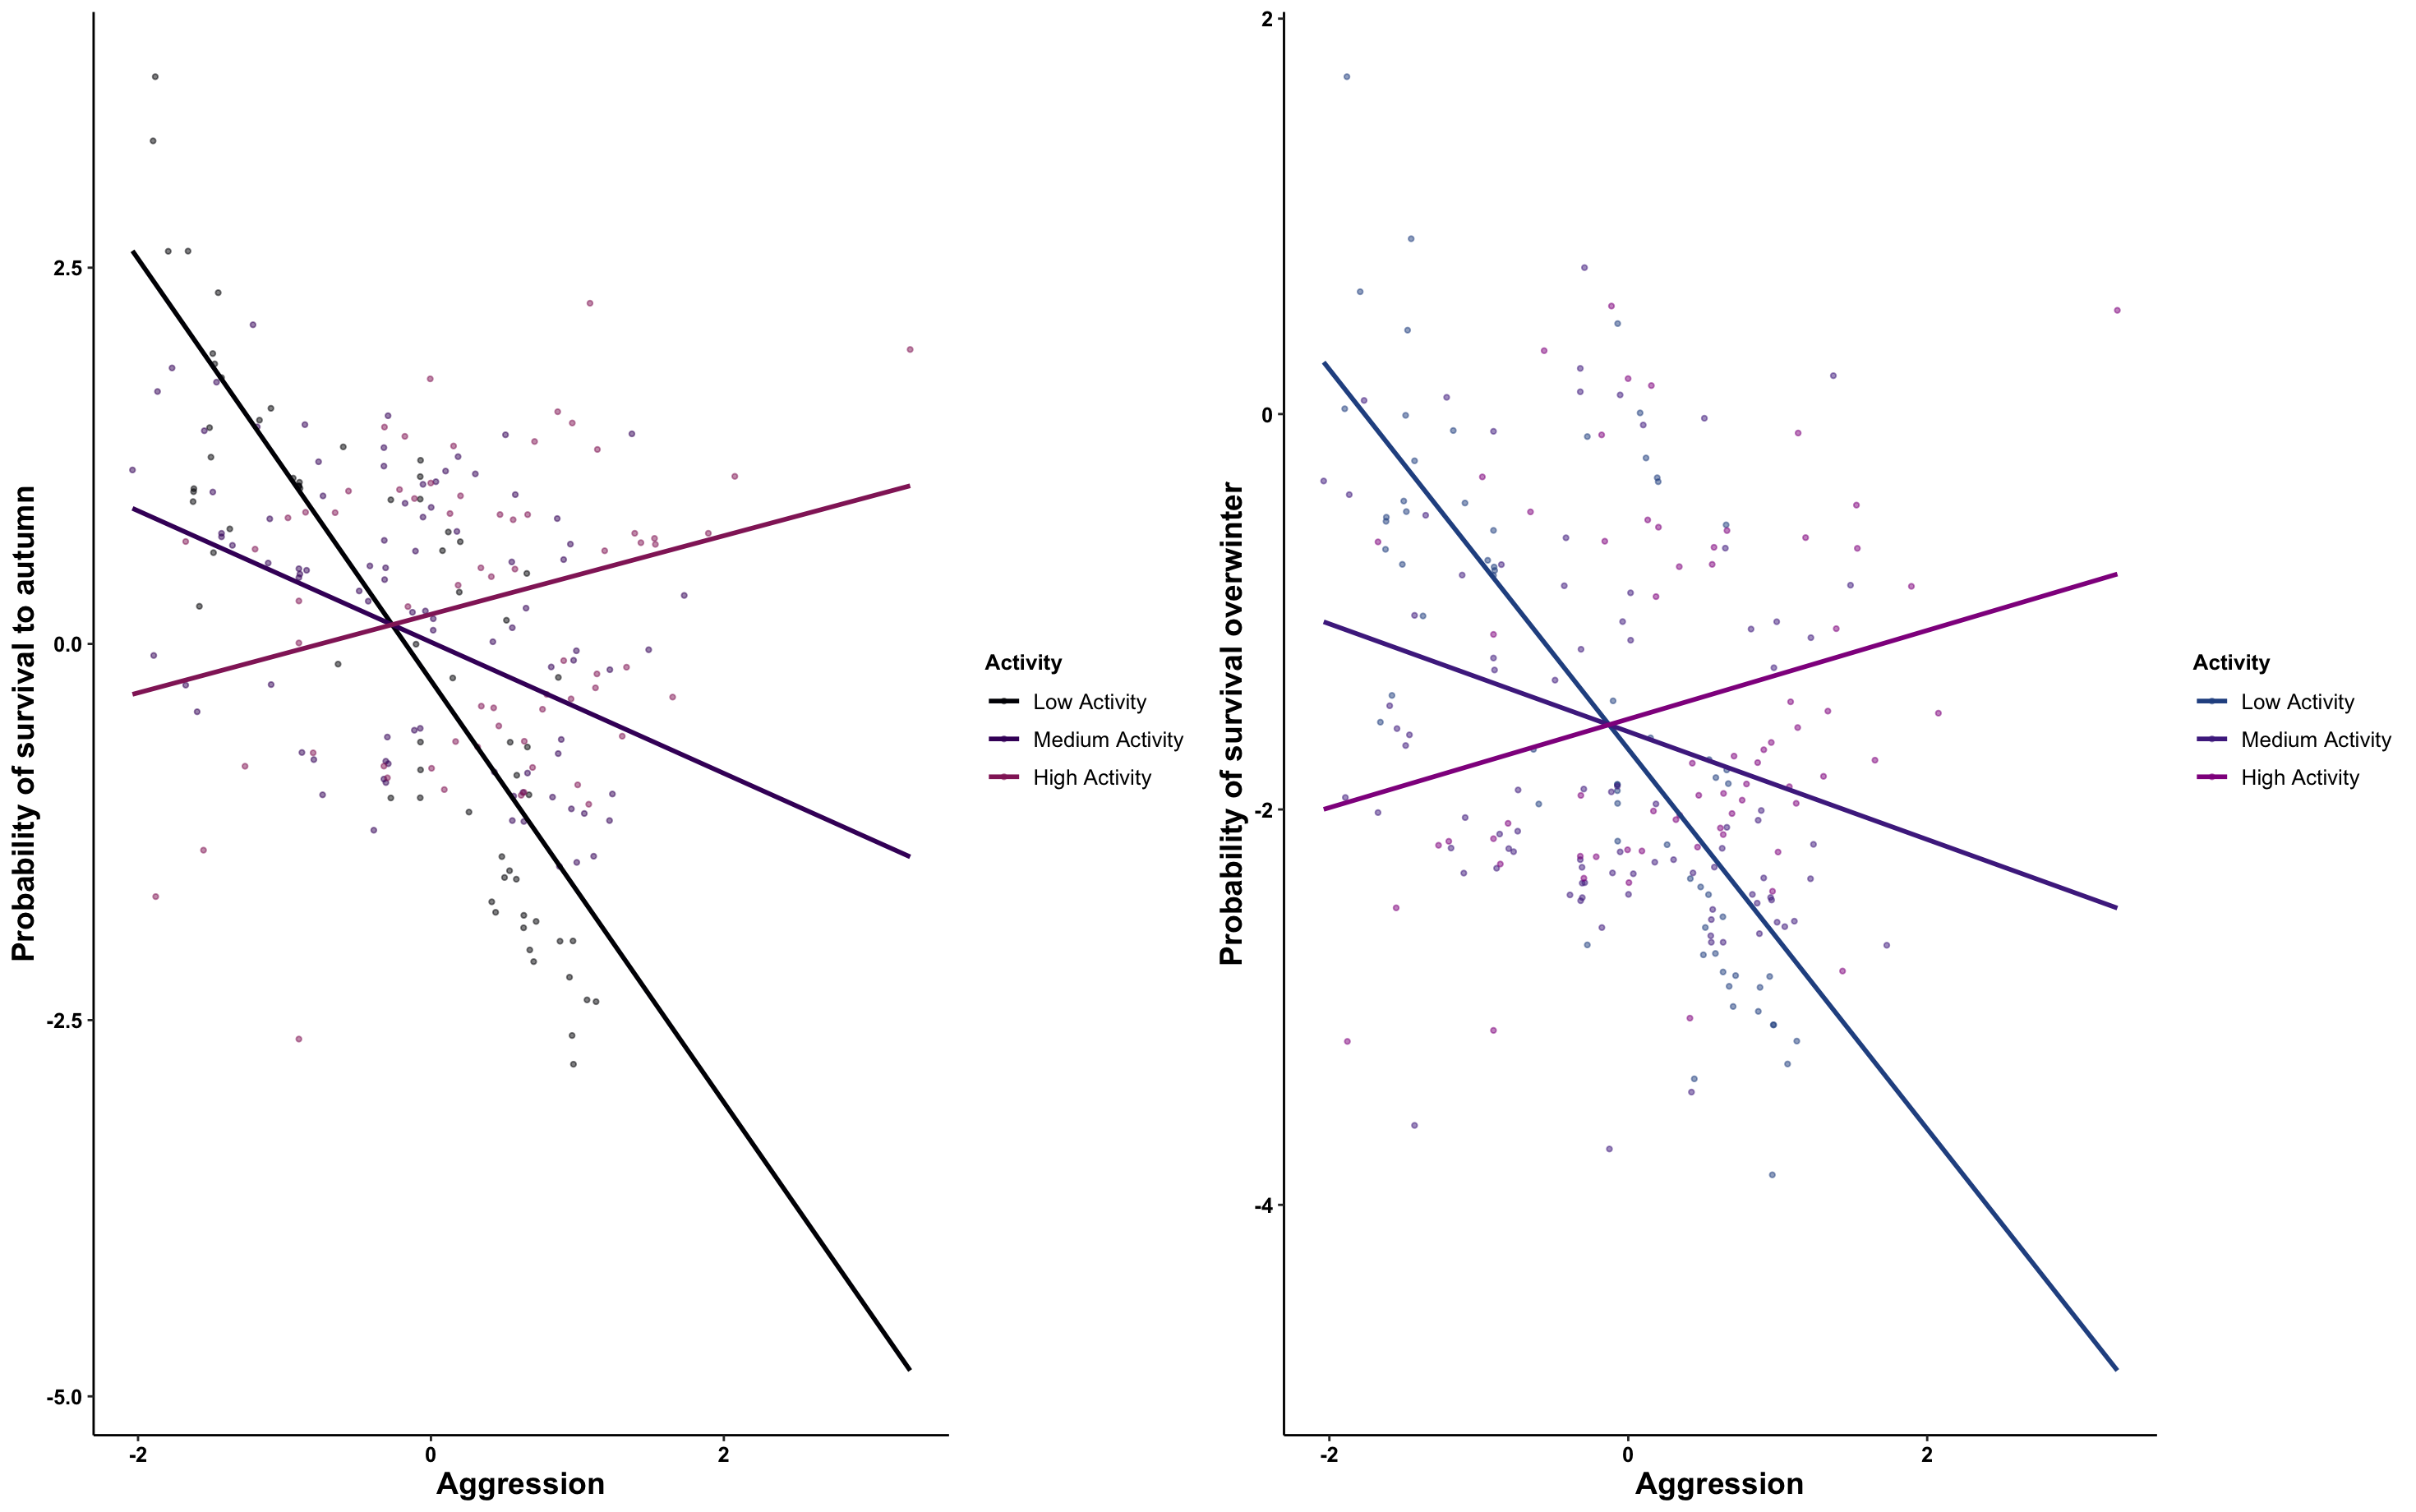 Probability of survival to autumn
2.5
0.0
-2.5
-5.0
-2
0
2
Aggression
Activity
Low Activity
Medium Activity
High Activity
Probability of survival overwinter
2
0
-2
-4
-2
0
2
Aggression
Activity
Low Activity
Medium Activity
High Activity